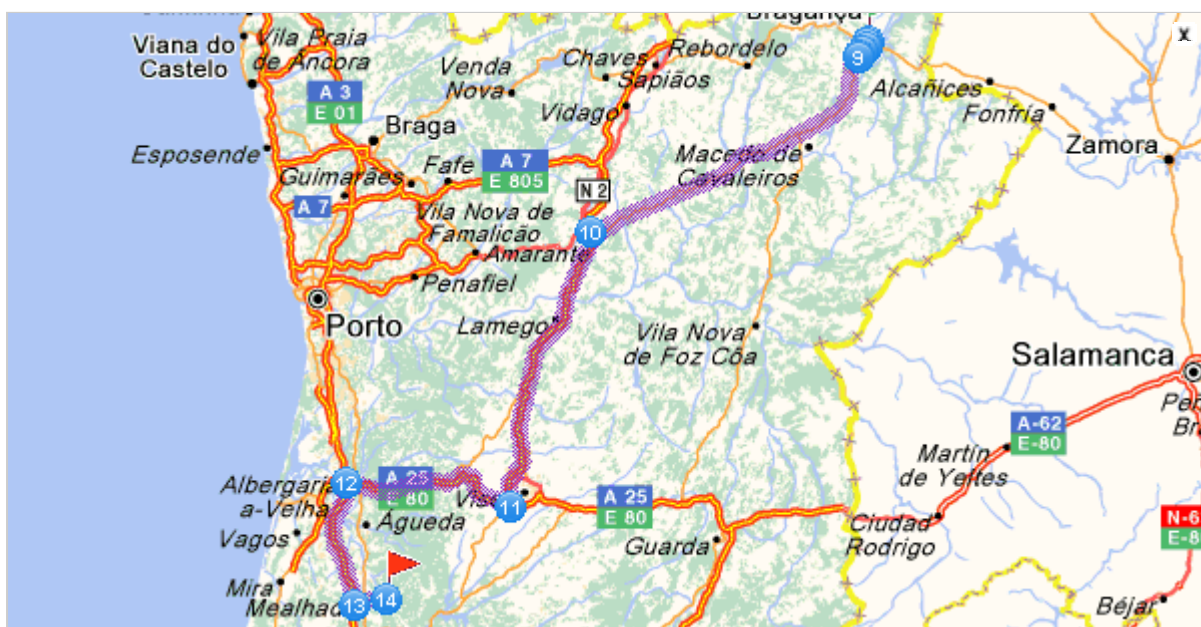 Bragança
x
Viana do
Castelo
Vila Praia
de Âncora
A 3
E 01
Venda
Nova
Chaves
Sapiãos
Rebordelo
9
Alcañices
Fonfria
Vidago
Braga
Zamora
Esposende
Fafe
A 7
E 805
Macedo de
Cavaleiros
Guimarães
A 7
N 2
Vila Nova de
Famalicão
10
Amarante
Penafiel
Porto
Lamego
Vila Nova
de Foz Côa
Salamanca
A-62
E-80
Martín
de Yeltes
Albergaria
a-Velha
12
A 25
E 80
11
A 25
E 80
Águeda
Ciudad
Rodrigo
Vagos
Guarda
Mira
Mealhad
13
14
Béjar